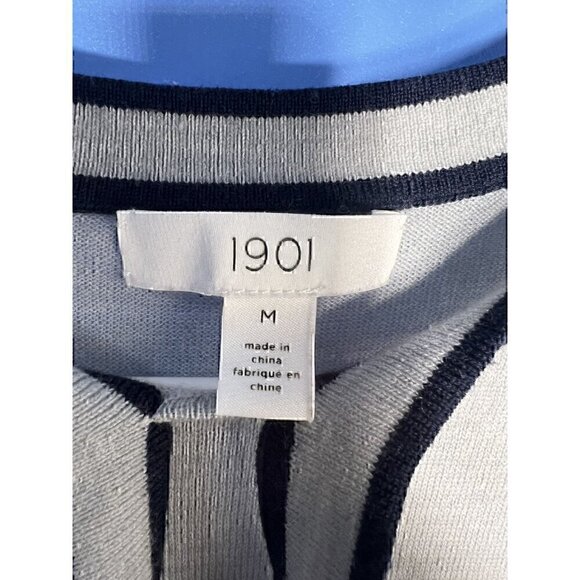 1901
M
made in
china
fabriqué en
chine